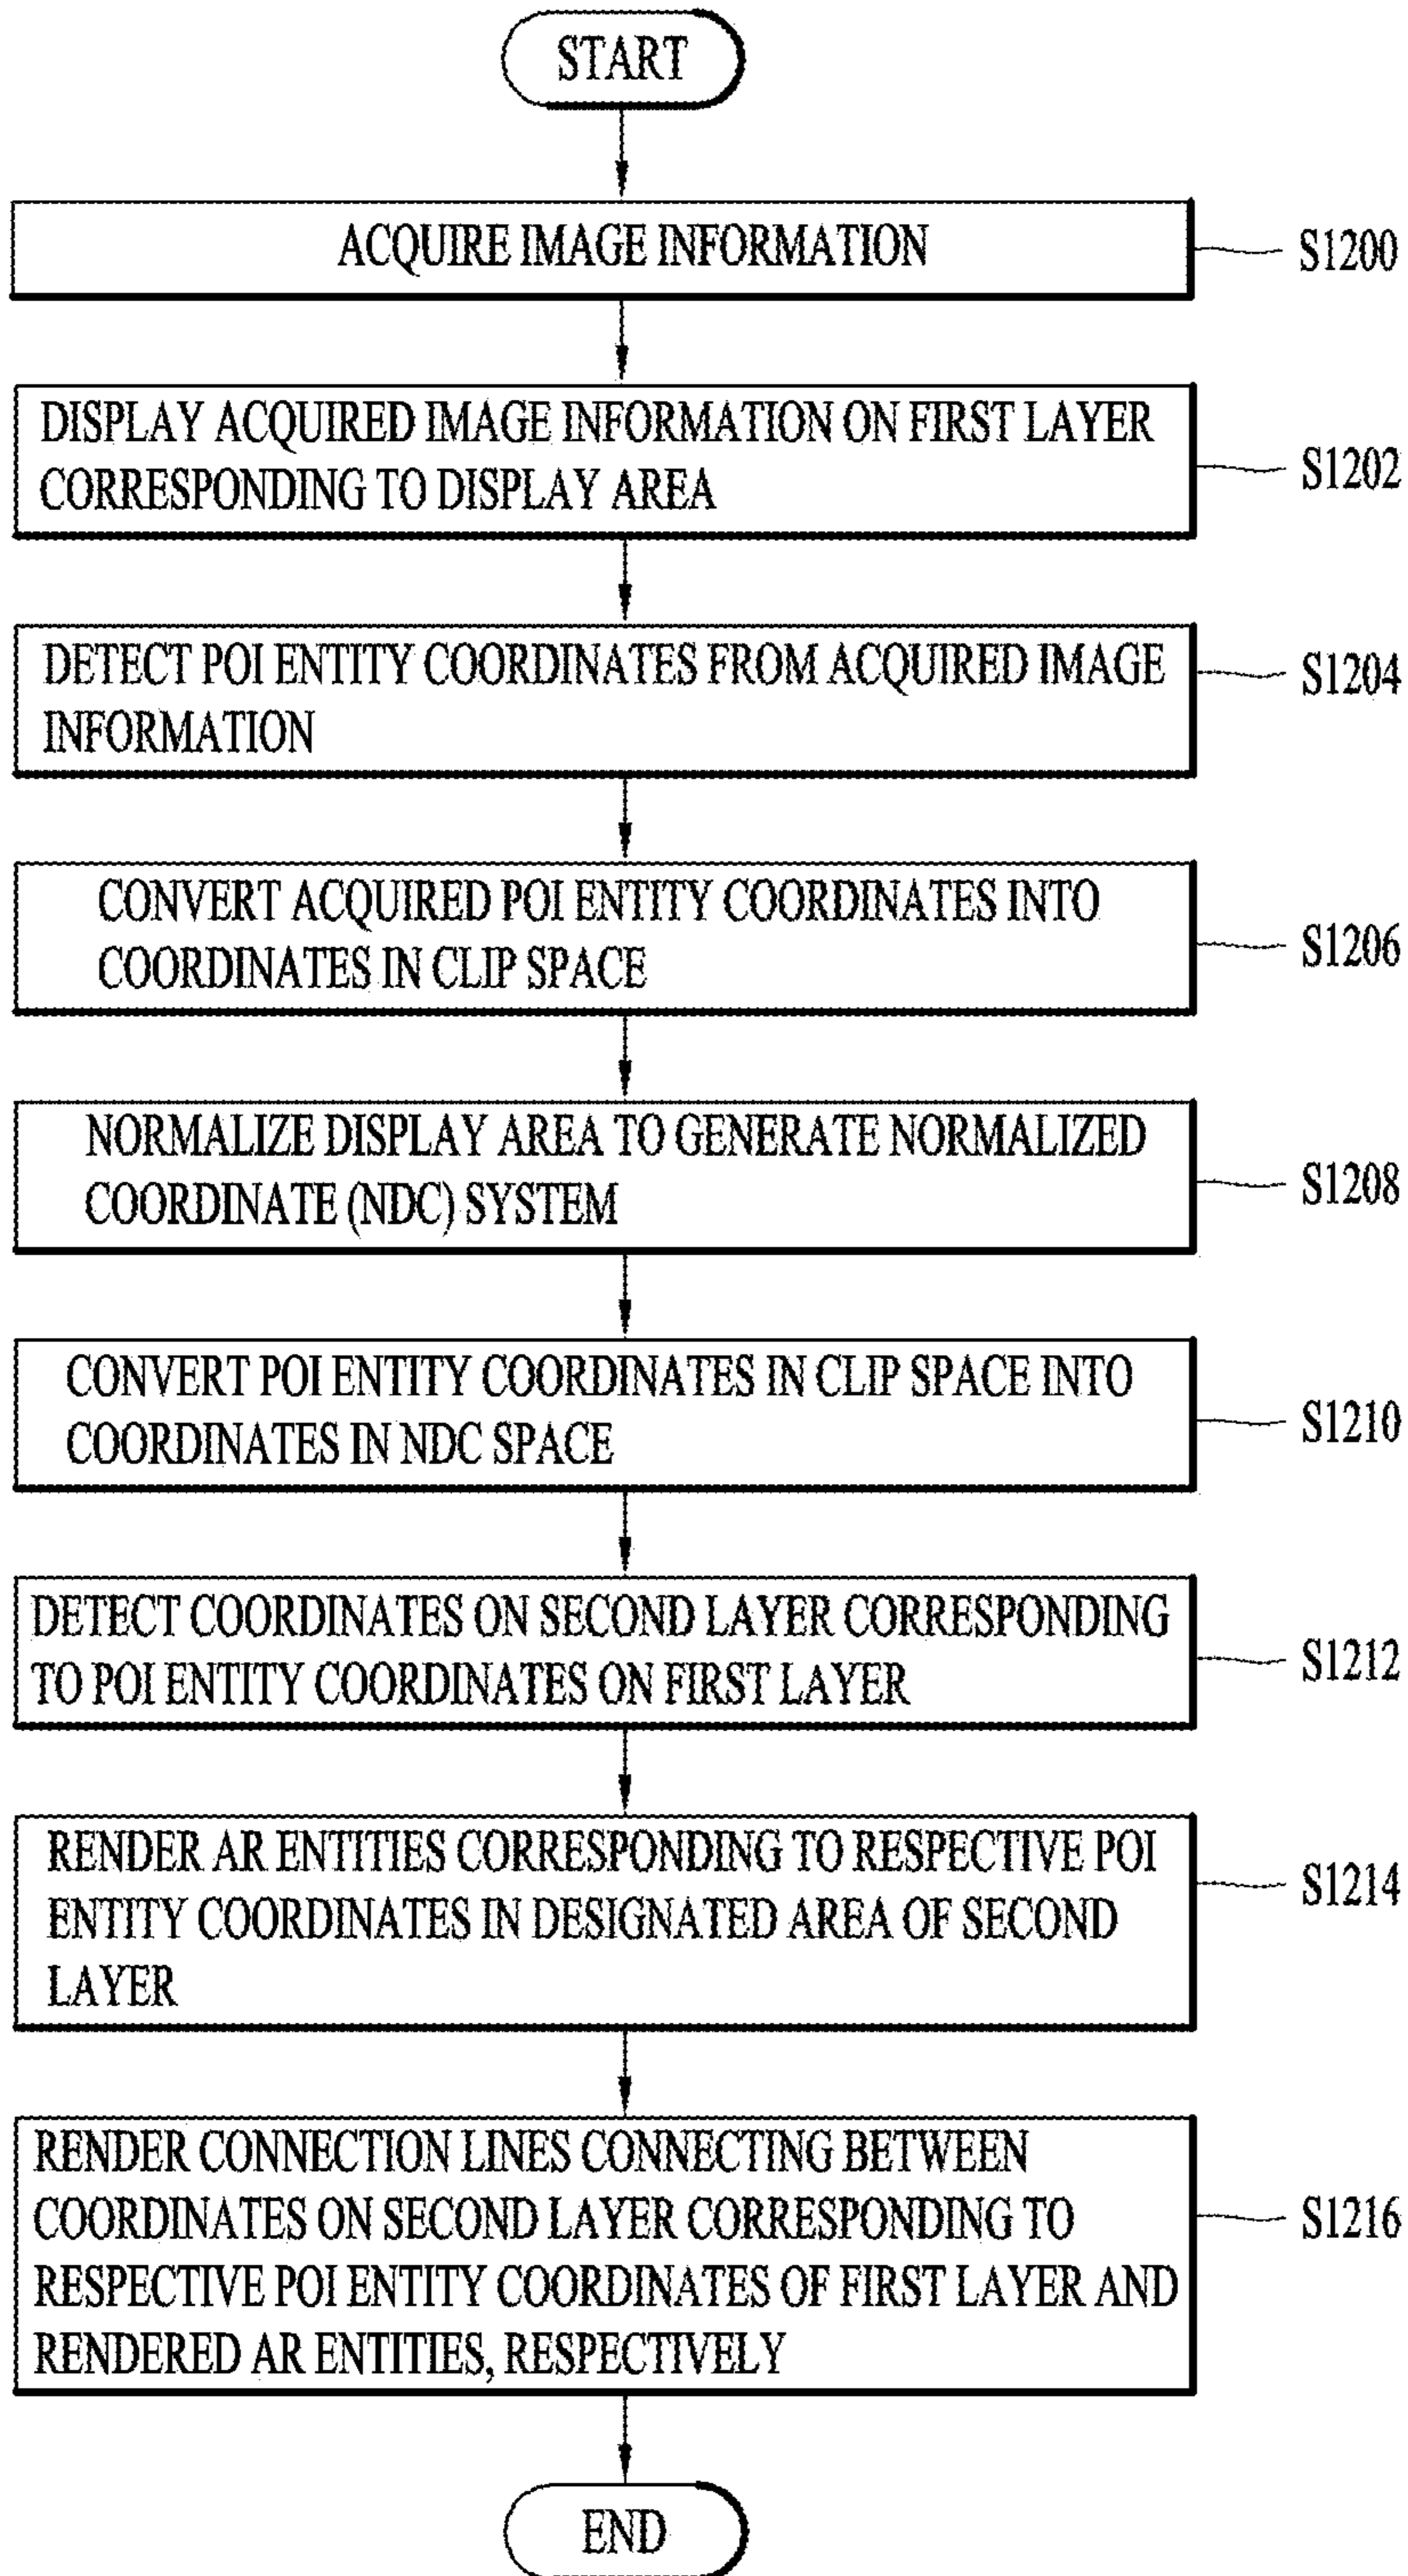 START
ACQUIRE IMAGE INFORMATION
S1200
DISPLAY ACQUIRED IMAGE INFORMATION ON FIRST LAYER
CORRESPONDING TO DISPLAY AREA
S1202
DETECT POI ENTITY COORDINATES FROM ACQUIRED IMAGE
INFORMATION
S1204
CONVERT ACQUIRED POI ENTITY COORDINATES INTO
COORDINATES IN CLIP SPACE
S1206
NORMALIZE DISPLAY AREA TO GENERATE NORMALIZED
COORDINATE (NDC) SYSTEM
S1208
CONVERT POI ENTITY COORDINATES IN CLIP SPACE INTO
COORDINATES IN NDC SPACE
S1210
DETECT COORDINATES ON SECOND LAYER CORRESPONDING
TO POI ENTITY COORDINATES ON FIRST LAYER
S1212
RENDER AR ENTITIES CORRESPONDING TO RESPECTIVE POI
ENTITY COORDINATES IN DESIGNATED AREA OF SECOND
LAYER
S1214
RENDER CONNECTION LINES CONNECTING BETWEEN
COORDINATES ON SECOND LAYER CORRESPONDING TO
RESPECTIVE POI ENTITY COORDINATES OF FIRST LAYER AND
RENDERED AR ENTITIES, RESPECTIVELY
S1216
END